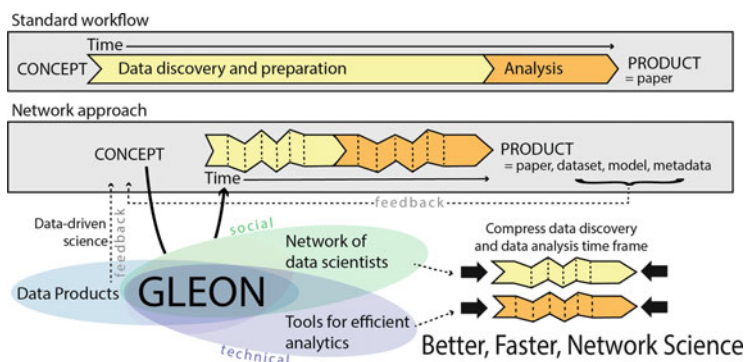 Standard workflow
Time
CONCEPT
Data discovery and preparation
Analysis
PRODUCT
= paper
Network approach
CONCEPT
PRODUCT
= paper, dataset, model, metadata
Time
feedback
Data-driven
science
feedback
social
Network of
data scientists
Compress data discovery
and data analysis time frame
Data Products
GLEON
Tools for efficient
analytics
technical
Better, Faster, Network Science